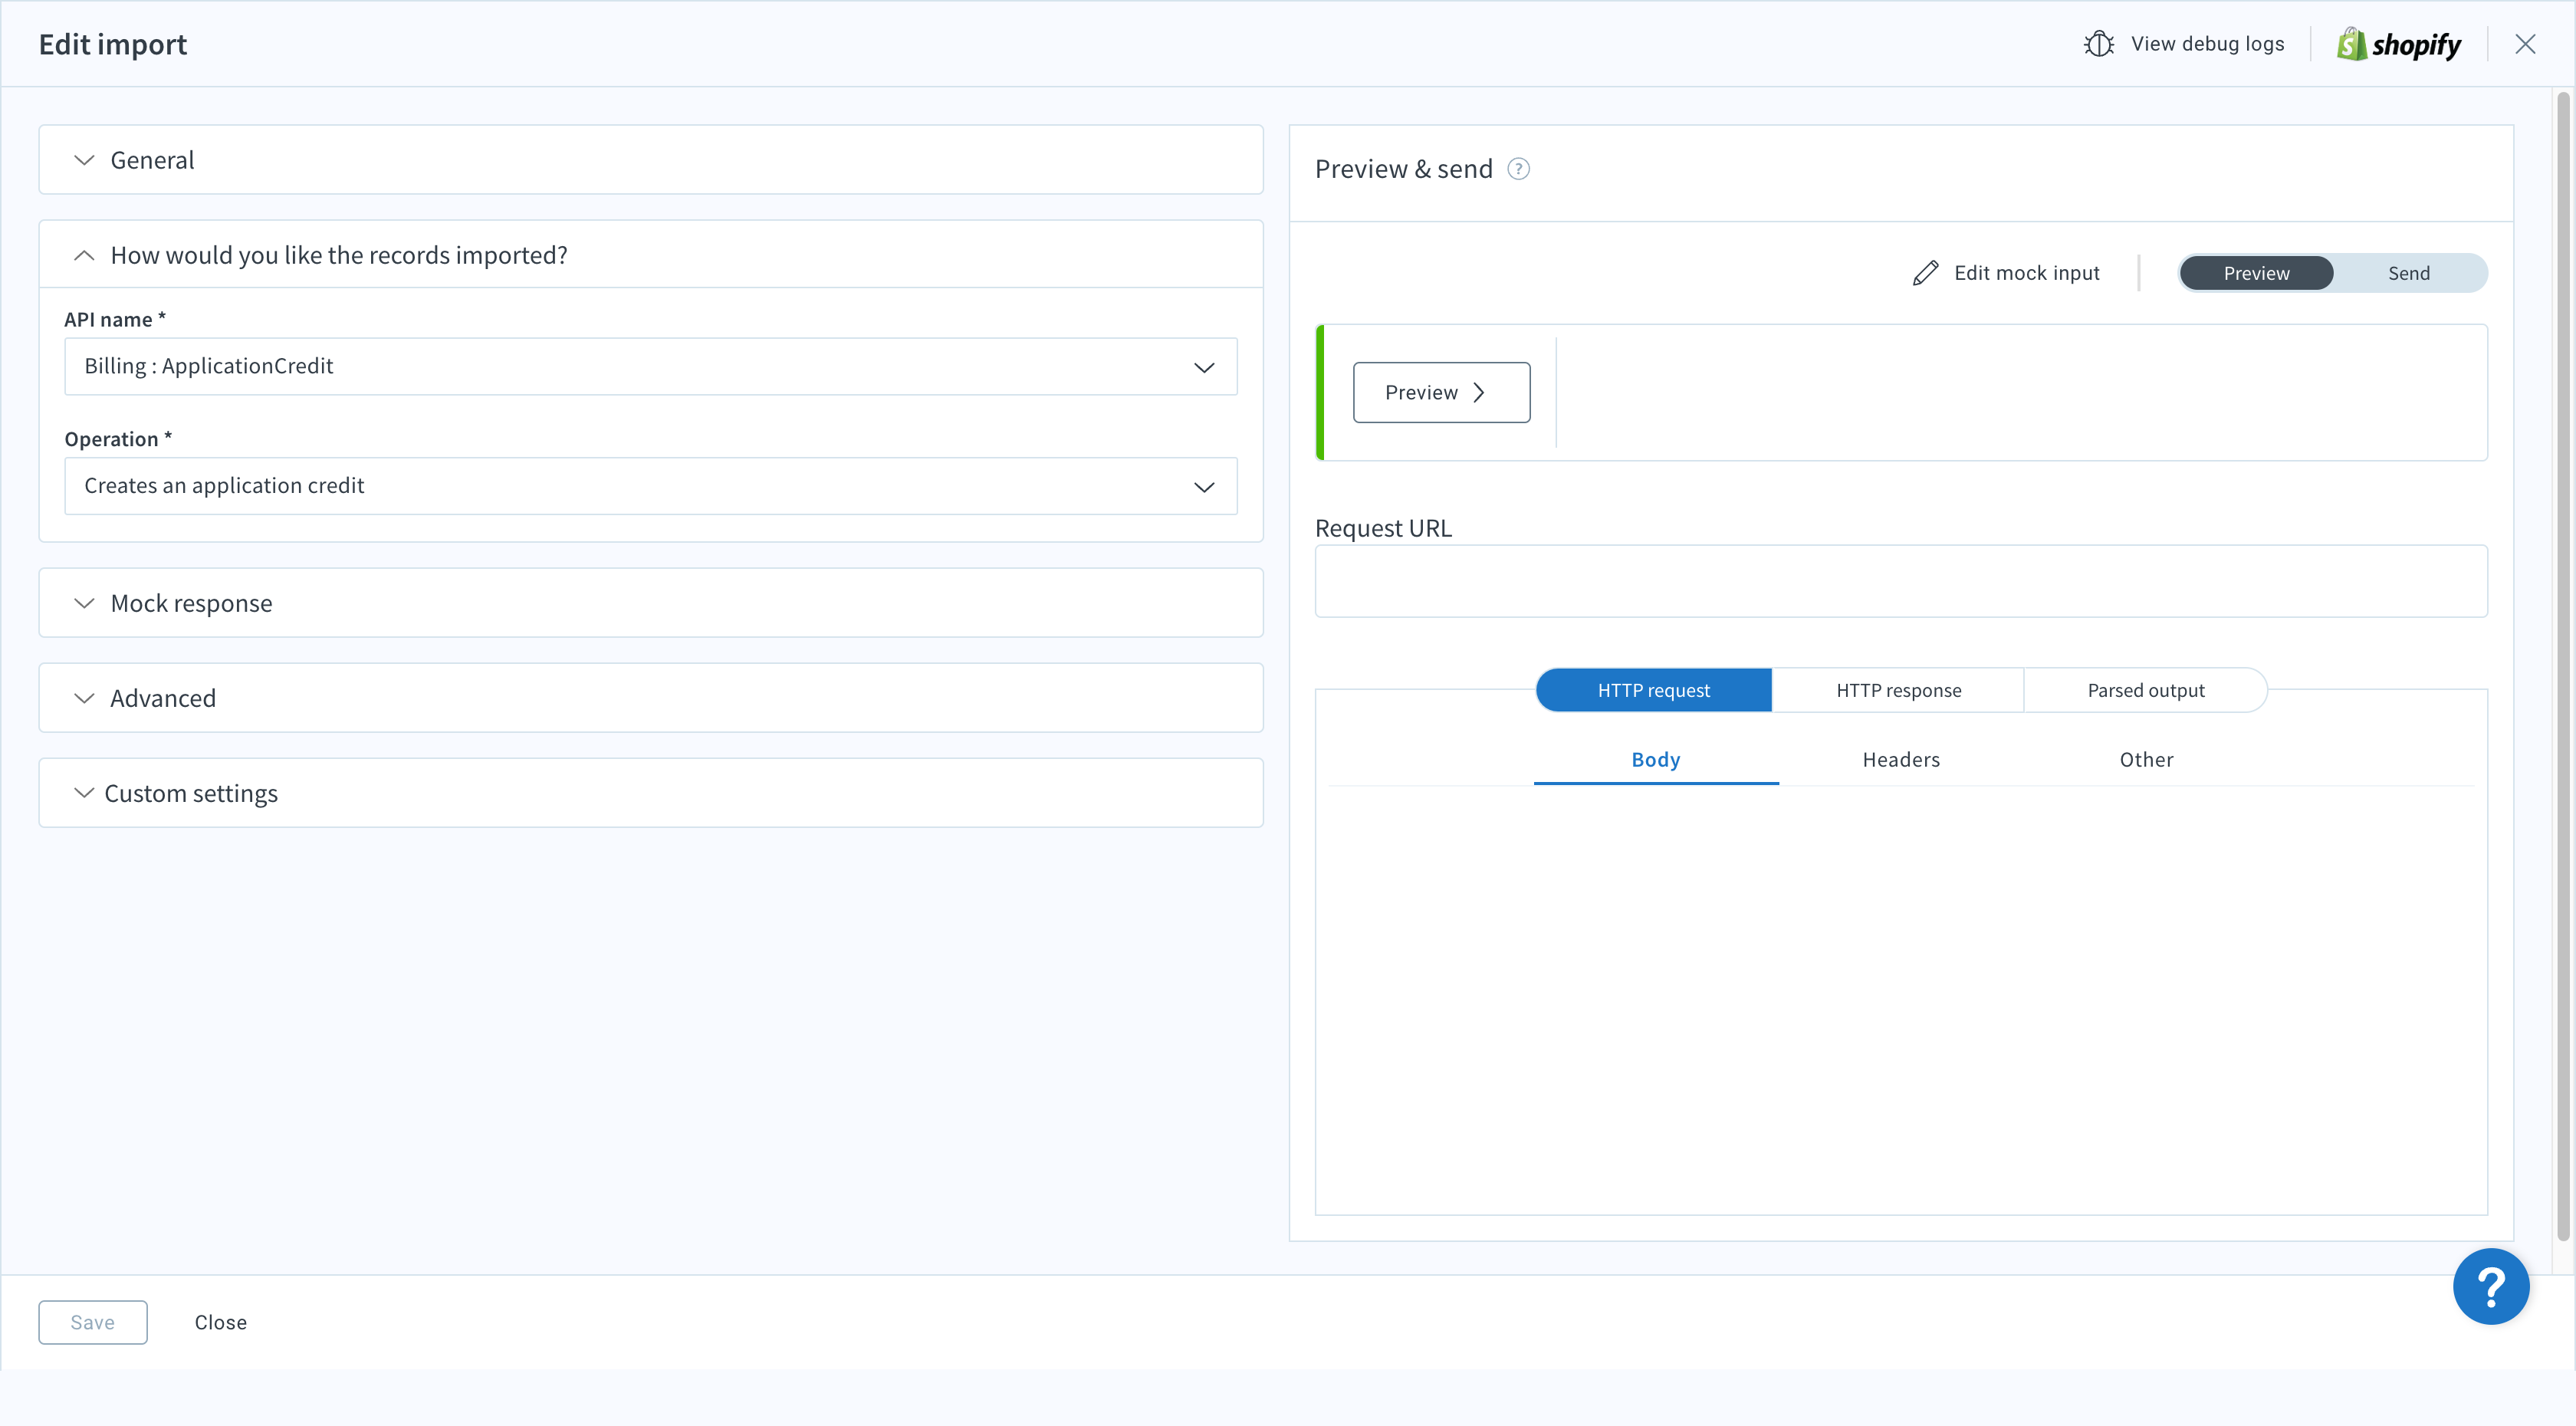 Edit import
View debug logs
shopify
General
How would you like the records imported?
API name *
Billing : ApplicationCredit
Operation *
Creates an application credit
Mock response
Advanced
Custom settings
Preview & send ?
Edit mock input
Preview Send
Preview
Request URL
HTTP request HTTP response Parsed output
Body Headers Other
?
Save Close